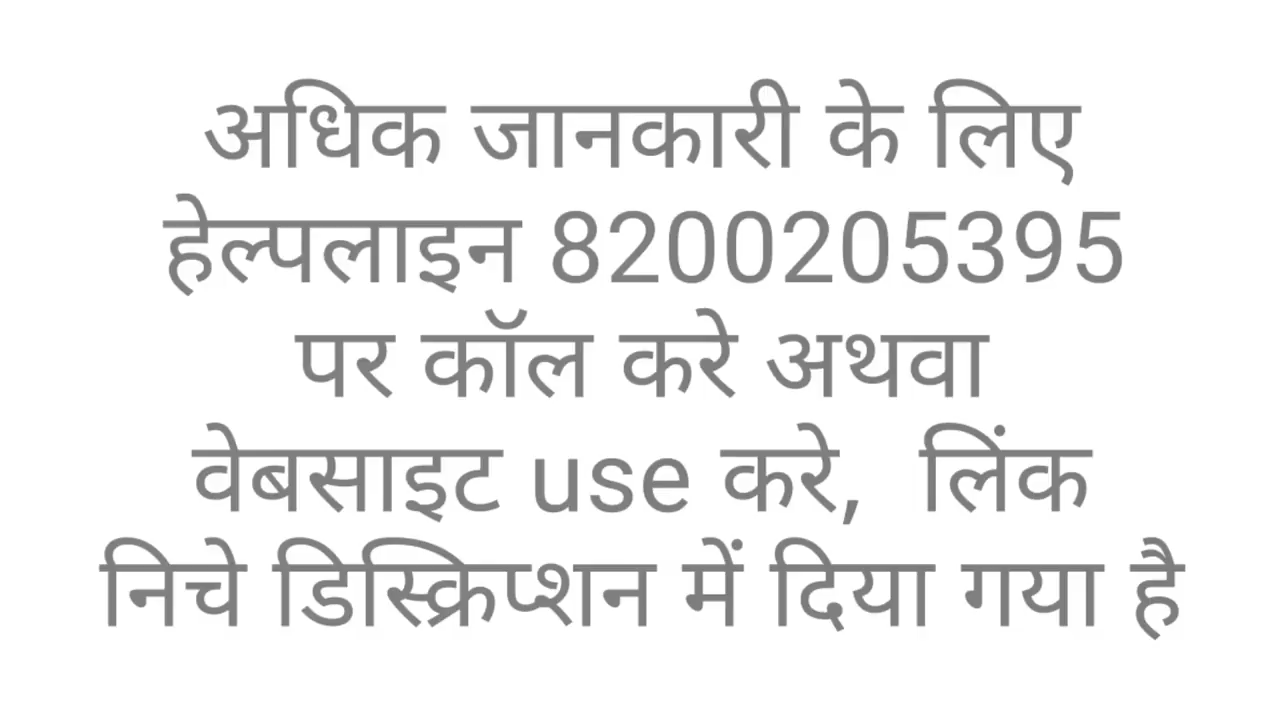 अधिक जानकारी के लिए
हेल्पलाइन 8200205395
पर कॉल करे अथवा
वेबसाइट use करे, लिंक
निचे डिस्क्रिप्शन में दिया गया है